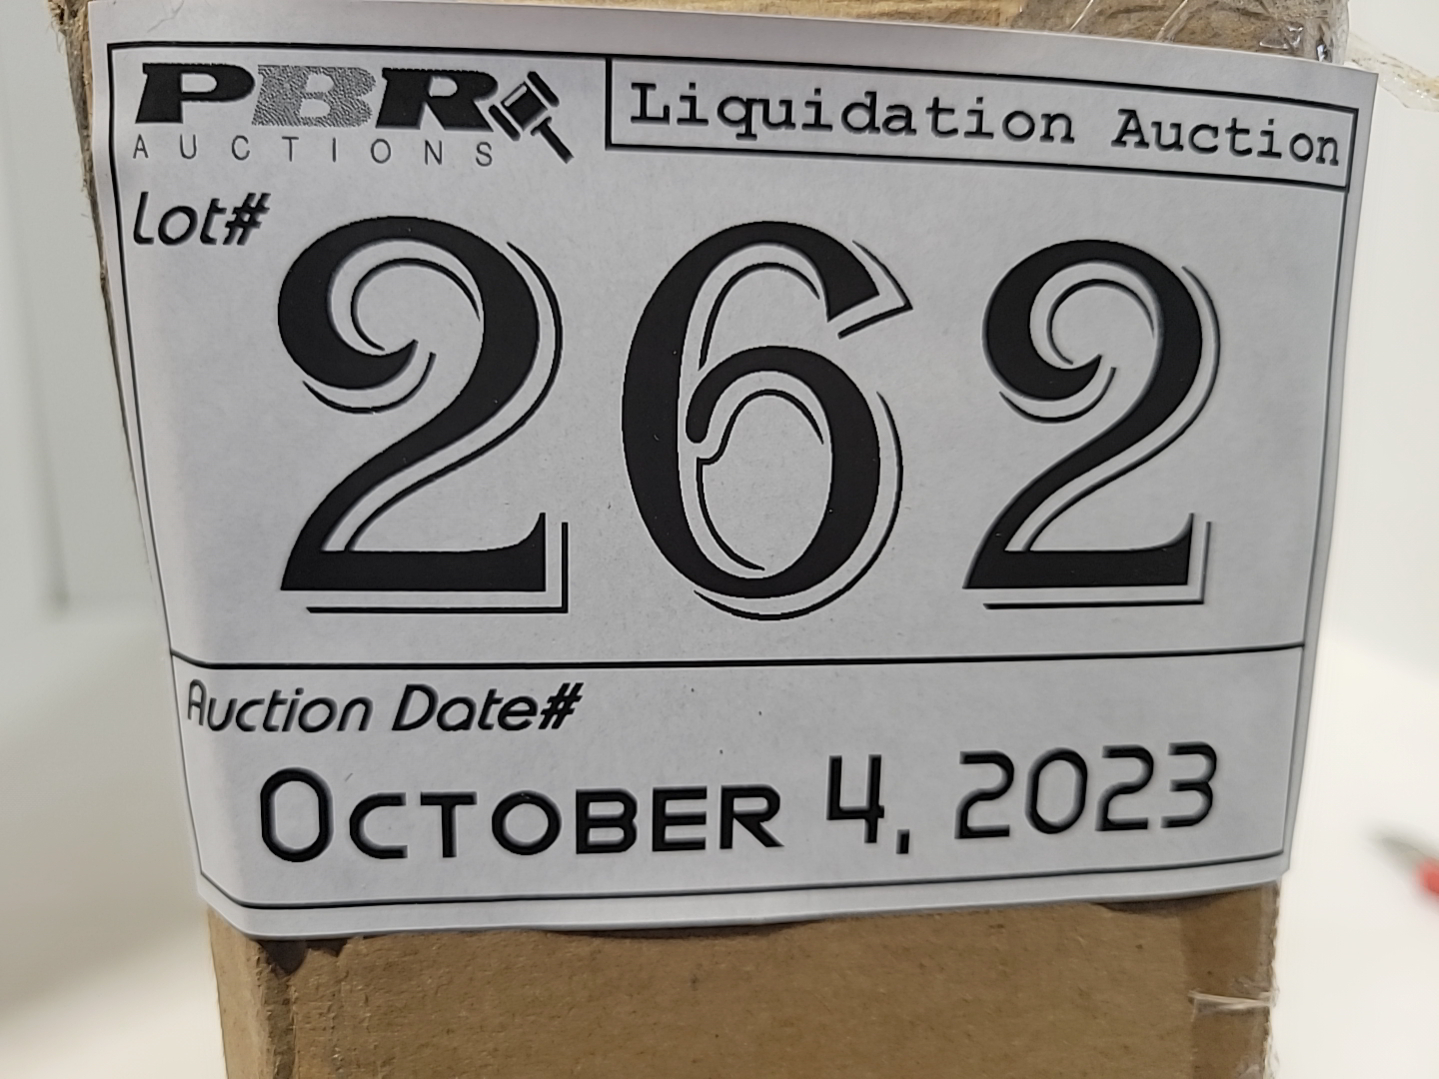 PBR
AUCTIONS
Liquidation Auction
Lot#
262
Auction Date#
October 4, 2023